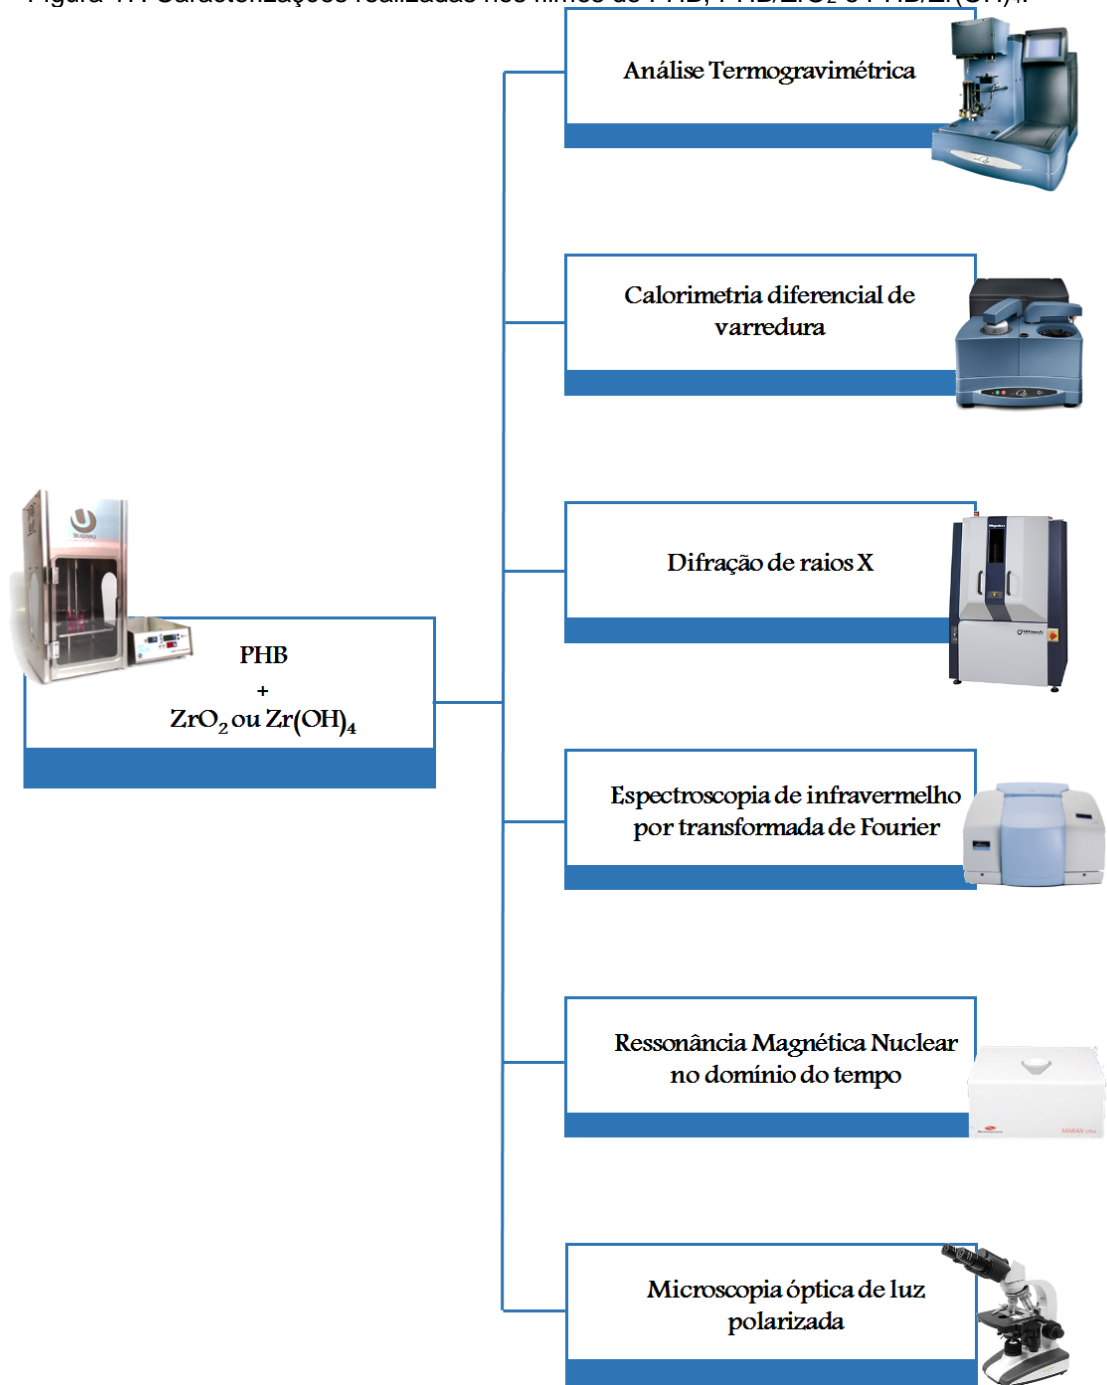 Análise Termogravimétrica
Calorimetria diferencial de
varredura
Difração de raios X
PHB
+
ZrO₂ ou Zr(OH)₄
Espectroscopia de infravermelho
por transformada de Fourier
Ressonância Magnética Nuclear
no domínio do tempo
Microscopia óptica de luz
polarizada